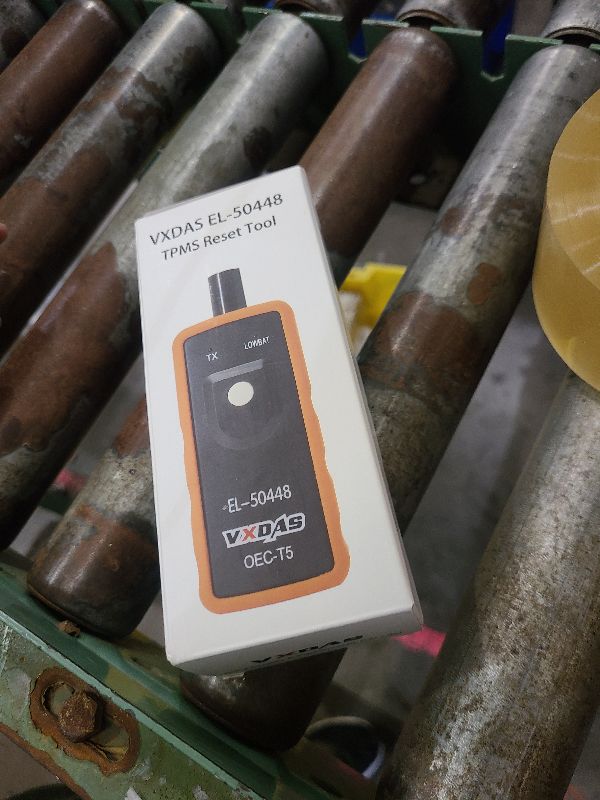 VXDAS EL-50448
TPMS Reset Tool
TX LOWBAT
EL-50448
VXDAS
OEC-T5
VXDAS